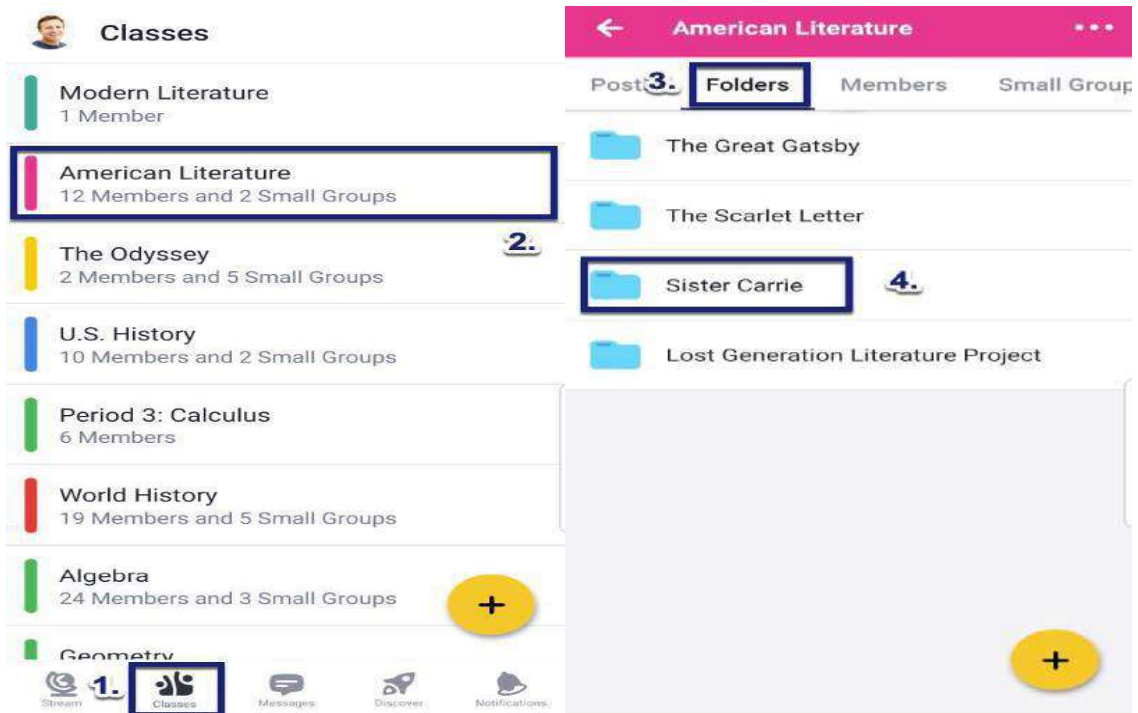 Classes
Modern Literature
1 Member
American Literature
12 Members and 2 Small Groups
2.
The Odyssey
2 Members and 5 Small Groups
U.S. History
10 Members and 2 Small Groups
Period 3: Calculus
6 Members
World History
19 Members and 5 Small Groups
Algebra
24 Members and 3 Small Groups
+
Geometry
1.
Stream Classes Messages Discover Notifications
American Literature
Post 3. Folders Members Small Group
The Great Gatsby
The Scarlet Letter
Sister Carrie 4.
Lost Generation Literature Project
+